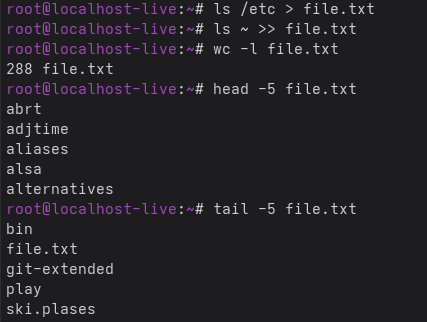 root@localhost-live:~# ls /etc > file.txt
root@localhost-live:~# ls ~ >> file.txt
root@localhost-live:~# wc -l file.txt
288 file.txt
root@localhost-live:~# head -5 file.txt
abrt
adjtime
aliases
alsa
alternatives
root@localhost-live:~# tail -5 file.txt
bin
file.txt
git-extended
play
ski.plases